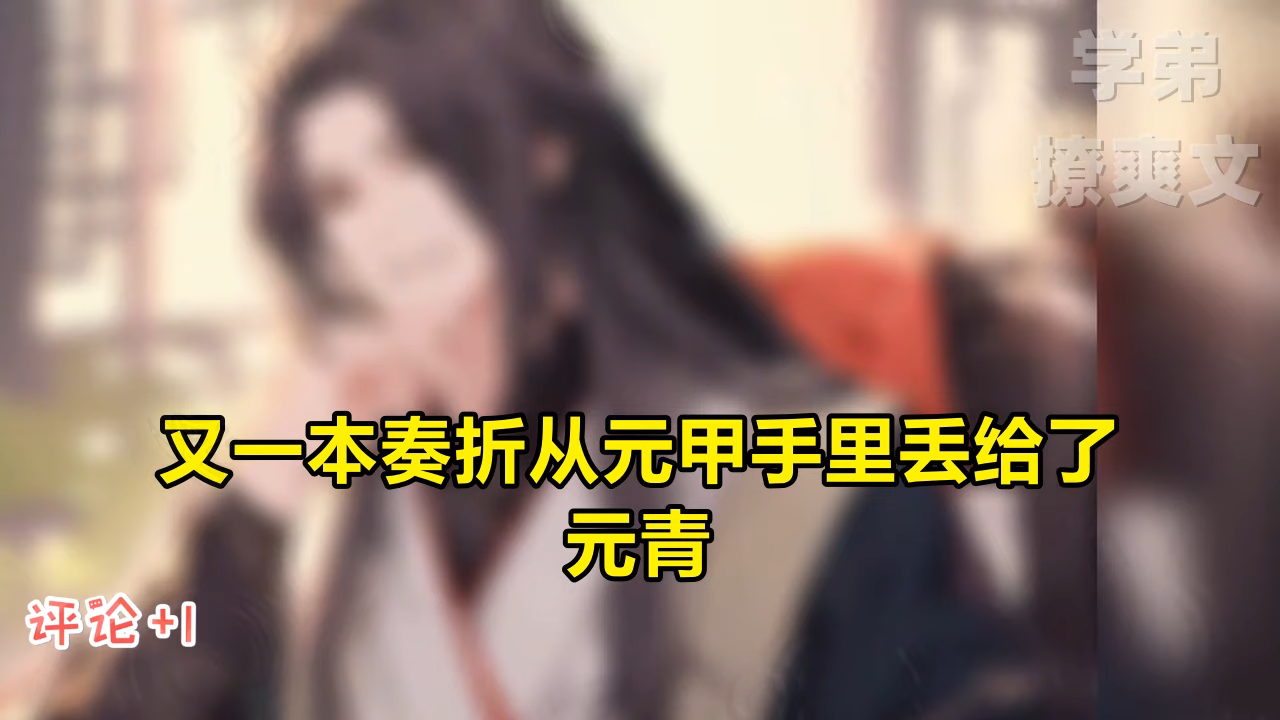 学弟
撩爽文
又一本奏折从元甲手里丢给了
元青
评论+1